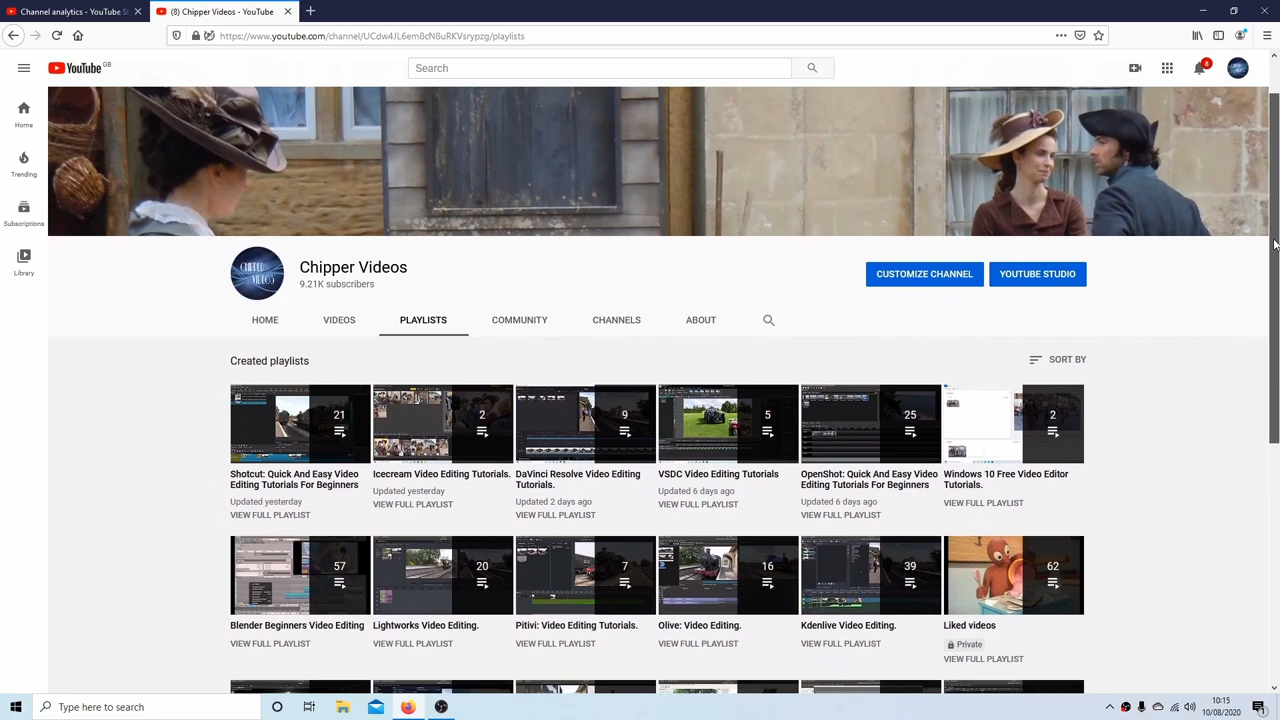 Channel analytics - YouTube S
(8) Chipper Videos - YouTube
https://www.youtube.com/channel/UCdw4JL6em8cN8uRKVsrypzg/playlists
YouTube GB
Search
8
Home
Trending
Subscriptions
Library
CHIPPER VIDEOS
Chipper Videos
9.21K subscribers
CUSTOMIZE CHANNEL
YOUTUBE STUDIO
HOME VIDEOS PLAYLISTS COMMUNITY CHANNELS ABOUT
Created playlists
SORT BY
21
2
9
5
25
2
Shotcut: Quick And Easy Video
Editing Tutorials For Beginners
Updated yesterday
VIEW FULL PLAYLIST
Icecream Video Editing Tutorials.
Updated yesterday
VIEW FULL PLAYLIST
DaVinci Resolve Video Editing
Tutorials.
Updated 2 days ago
VIEW FULL PLAYLIST
VSDC Video Editing Tutorials
Updated 6 days ago
VIEW FULL PLAYLIST
OpenShot: Quick And Easy Video
Editing Tutorials For Beginners
Updated 6 days ago
VIEW FULL PLAYLIST
Windows 10 Free Video Editor
Tutorials.
VIEW FULL PLAYLIST
57
20
7
16
39
62
Blender Beginners Video Editing
VIEW FULL PLAYLIST
Lightworks Video Editing.
VIEW FULL PLAYLIST
Pitivi: Video Editing Tutorials.
VIEW FULL PLAYLIST
Olive: Video Editing.
VIEW FULL PLAYLIST
Kdenlive Video Editing.
VIEW FULL PLAYLIST
Liked videos
Private
VIEW FULL PLAYLIST
Type here to search
10:15
10/08/2020
1